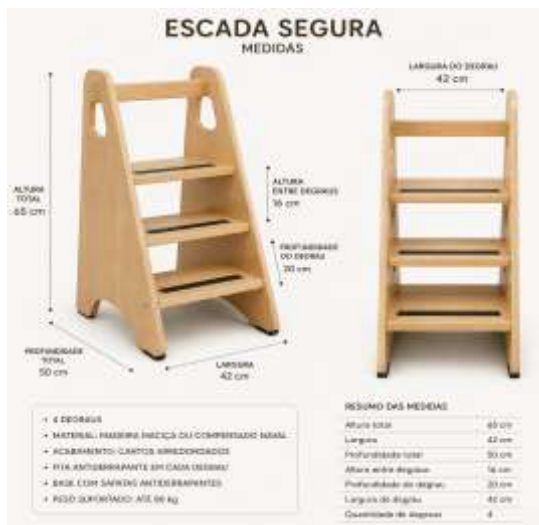 ESCADA SEGURA
MEDIDAS
LARGURA DO DEGRAU
42 cm
ALTURA
TOTAL
65 cm
ALTURA
ENTRE DEGRAUS
16 cm
PROFUNDIDADE
DO DEGRAU
20 cm
PROFUNDIDADE
TOTAL
50 cm
LARGURA
42 cm
• 4 DEGRAUS
• MATERIAL: MADEIRA MACIÇA OU COMPENSADO NAVAL
• ACABAMENTO: CANTOS ARREDONDADOS
• FITA ANTIDERRAPANTE EM CADA DEGRAU
• BASE COM SAPATAS ANTIDERRAPANTES
• PESO SUPORTADO: ATÉ kg
RESUMO DAS MEDIDAS
Altura total 65 cm
Largura 42 cm
Profundidade total 50 cm
Altura entre degraus 16 cm
Profundidade do degrau 20 cm
Largura do degrau 42 cm
Quantidade de degraus 4